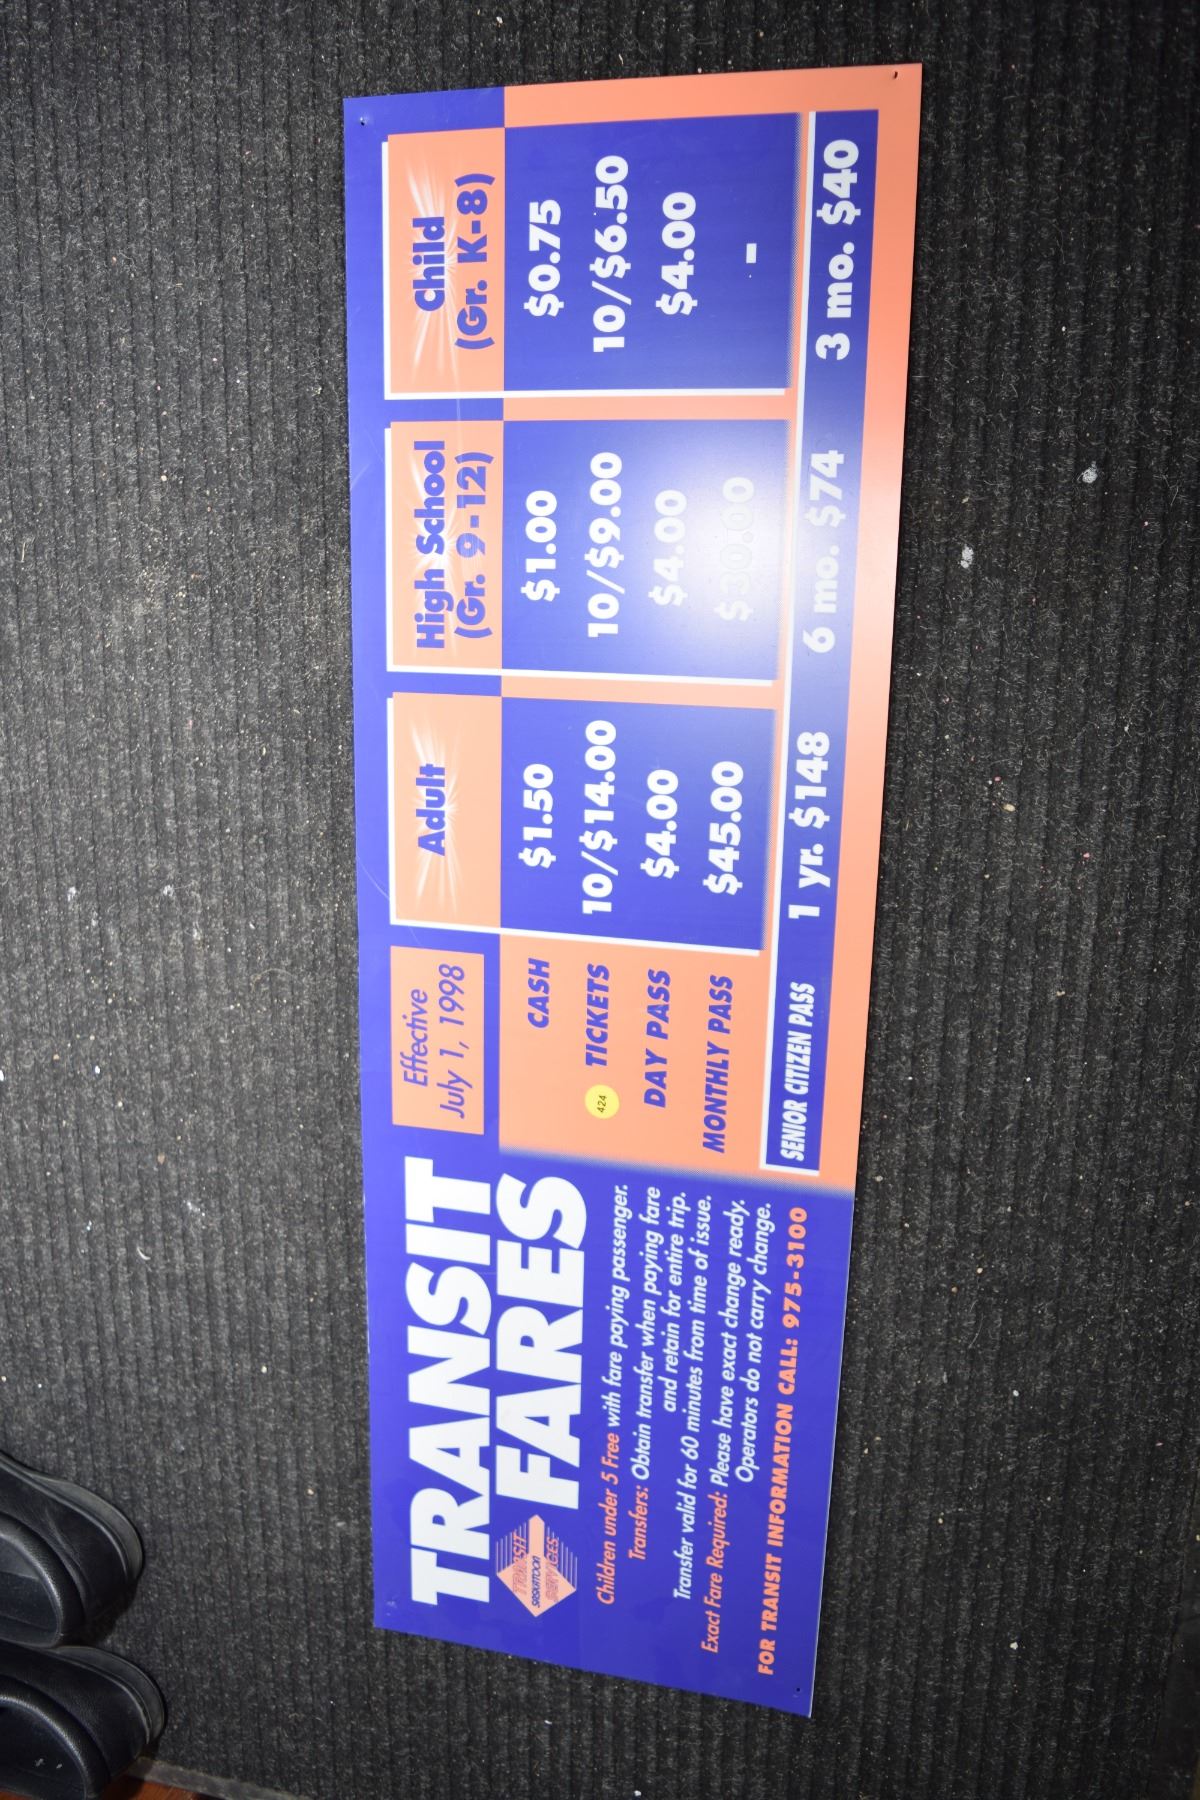 TRANSIT
FARES
TRANSIT
SASKATOON
SERVICES
Children under 5 Free with fare paying passenger.
Transfers: Obtain transfer when paying fare
and retain for entire trip.
Transfer valid for 60 minutes from time of issue.
Exact Fare Required: Please have exact change ready.
Operators do not carry change.
FOR TRANSIT INFORMATION CALL: 975-3100
Effective
July 1, 1998
Adult
High School
(Gr. 9-12)
Child
(Gr. K-8)
CASH $1.50 $1.00 $0.75
424 TICKETS 10/$14.00 10/$9.00 10/$6.50
DAY PASS $4.00 $4.00 $4.00
MONTHLY PASS $45.00 $30.00 -
SENIOR CITIZEN PASS 1 yr. $148 6 mo. $74 3 mo. $40